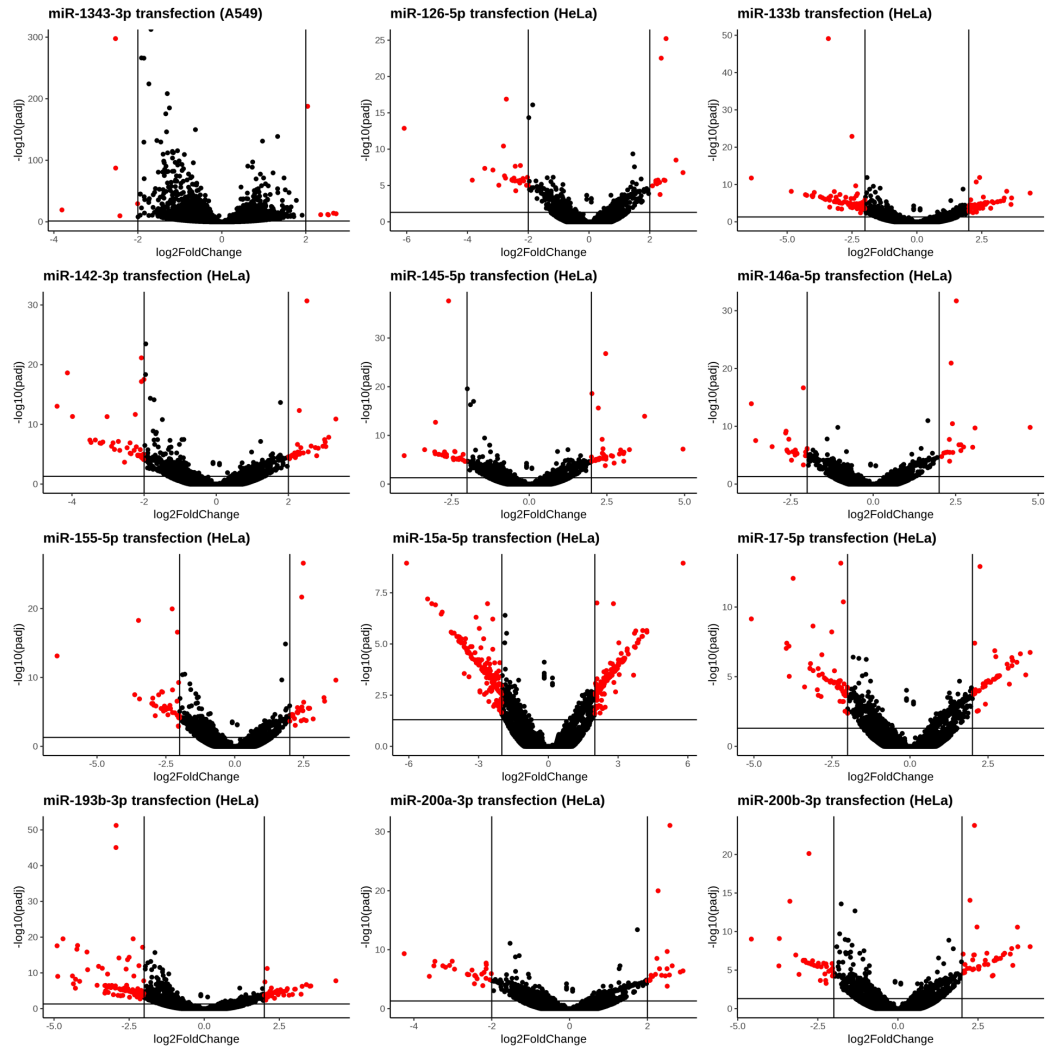 miR-1343-3p transfection (A549)
-log10(padj)
300
200
100
0
-4
-2
0
2
log2FoldChange
miR-126-5p transfection (HeLa)
-log10(padj)
25
20
15
10
5
0
-6
-4
-2
0
2
log2FoldChange
miR-133b transfection (HeLa)
-log10(padj)
50
40
30
20
10
0
-5.0
-2.5
0.0
2.5
log2FoldChange
miR-142-3p transfection (HeLa)
-log10(padj)
30
20
10
0
-4
-2
0
2
log2FoldChange
miR-145-5p transfection (HeLa)
-log10(padj)
30
20
10
0
-2.5
0.0
2.5
5.0
log2FoldChange
miR-146a-5p transfection (HeLa)
-log10(padj)
30
20
10
0
-2.5
0.0
2.5
5.0
log2FoldChange
miR-155-5p transfection (HeLa)
-log10(padj)
20
10
0
-5.0
-2.5
0.0
2.5
log2FoldChange
miR-15a-5p transfection (HeLa)
-log10(padj)
7.5
5.0
2.5
0.0
-6
-3
0
3
6
log2FoldChange
miR-17-5p transfection (HeLa)
-log10(padj)
10
5
0
-5.0
-2.5
0.0
2.5
log2FoldChange
miR-193b-3p transfection (HeLa)
-log10(padj)
50
40
30
20
10
0
-5.0
-2.5
0.0
2.5
log2FoldChange
miR-200a-3p transfection (HeLa)
-log10(padj)
30
20
10
0
-4
-2
0
2
log2FoldChange
miR-200b-3p transfection (HeLa)
-log10(padj)
20
15
10
5
0
-5.0
-2.5
0.0
2.5
log2FoldChange